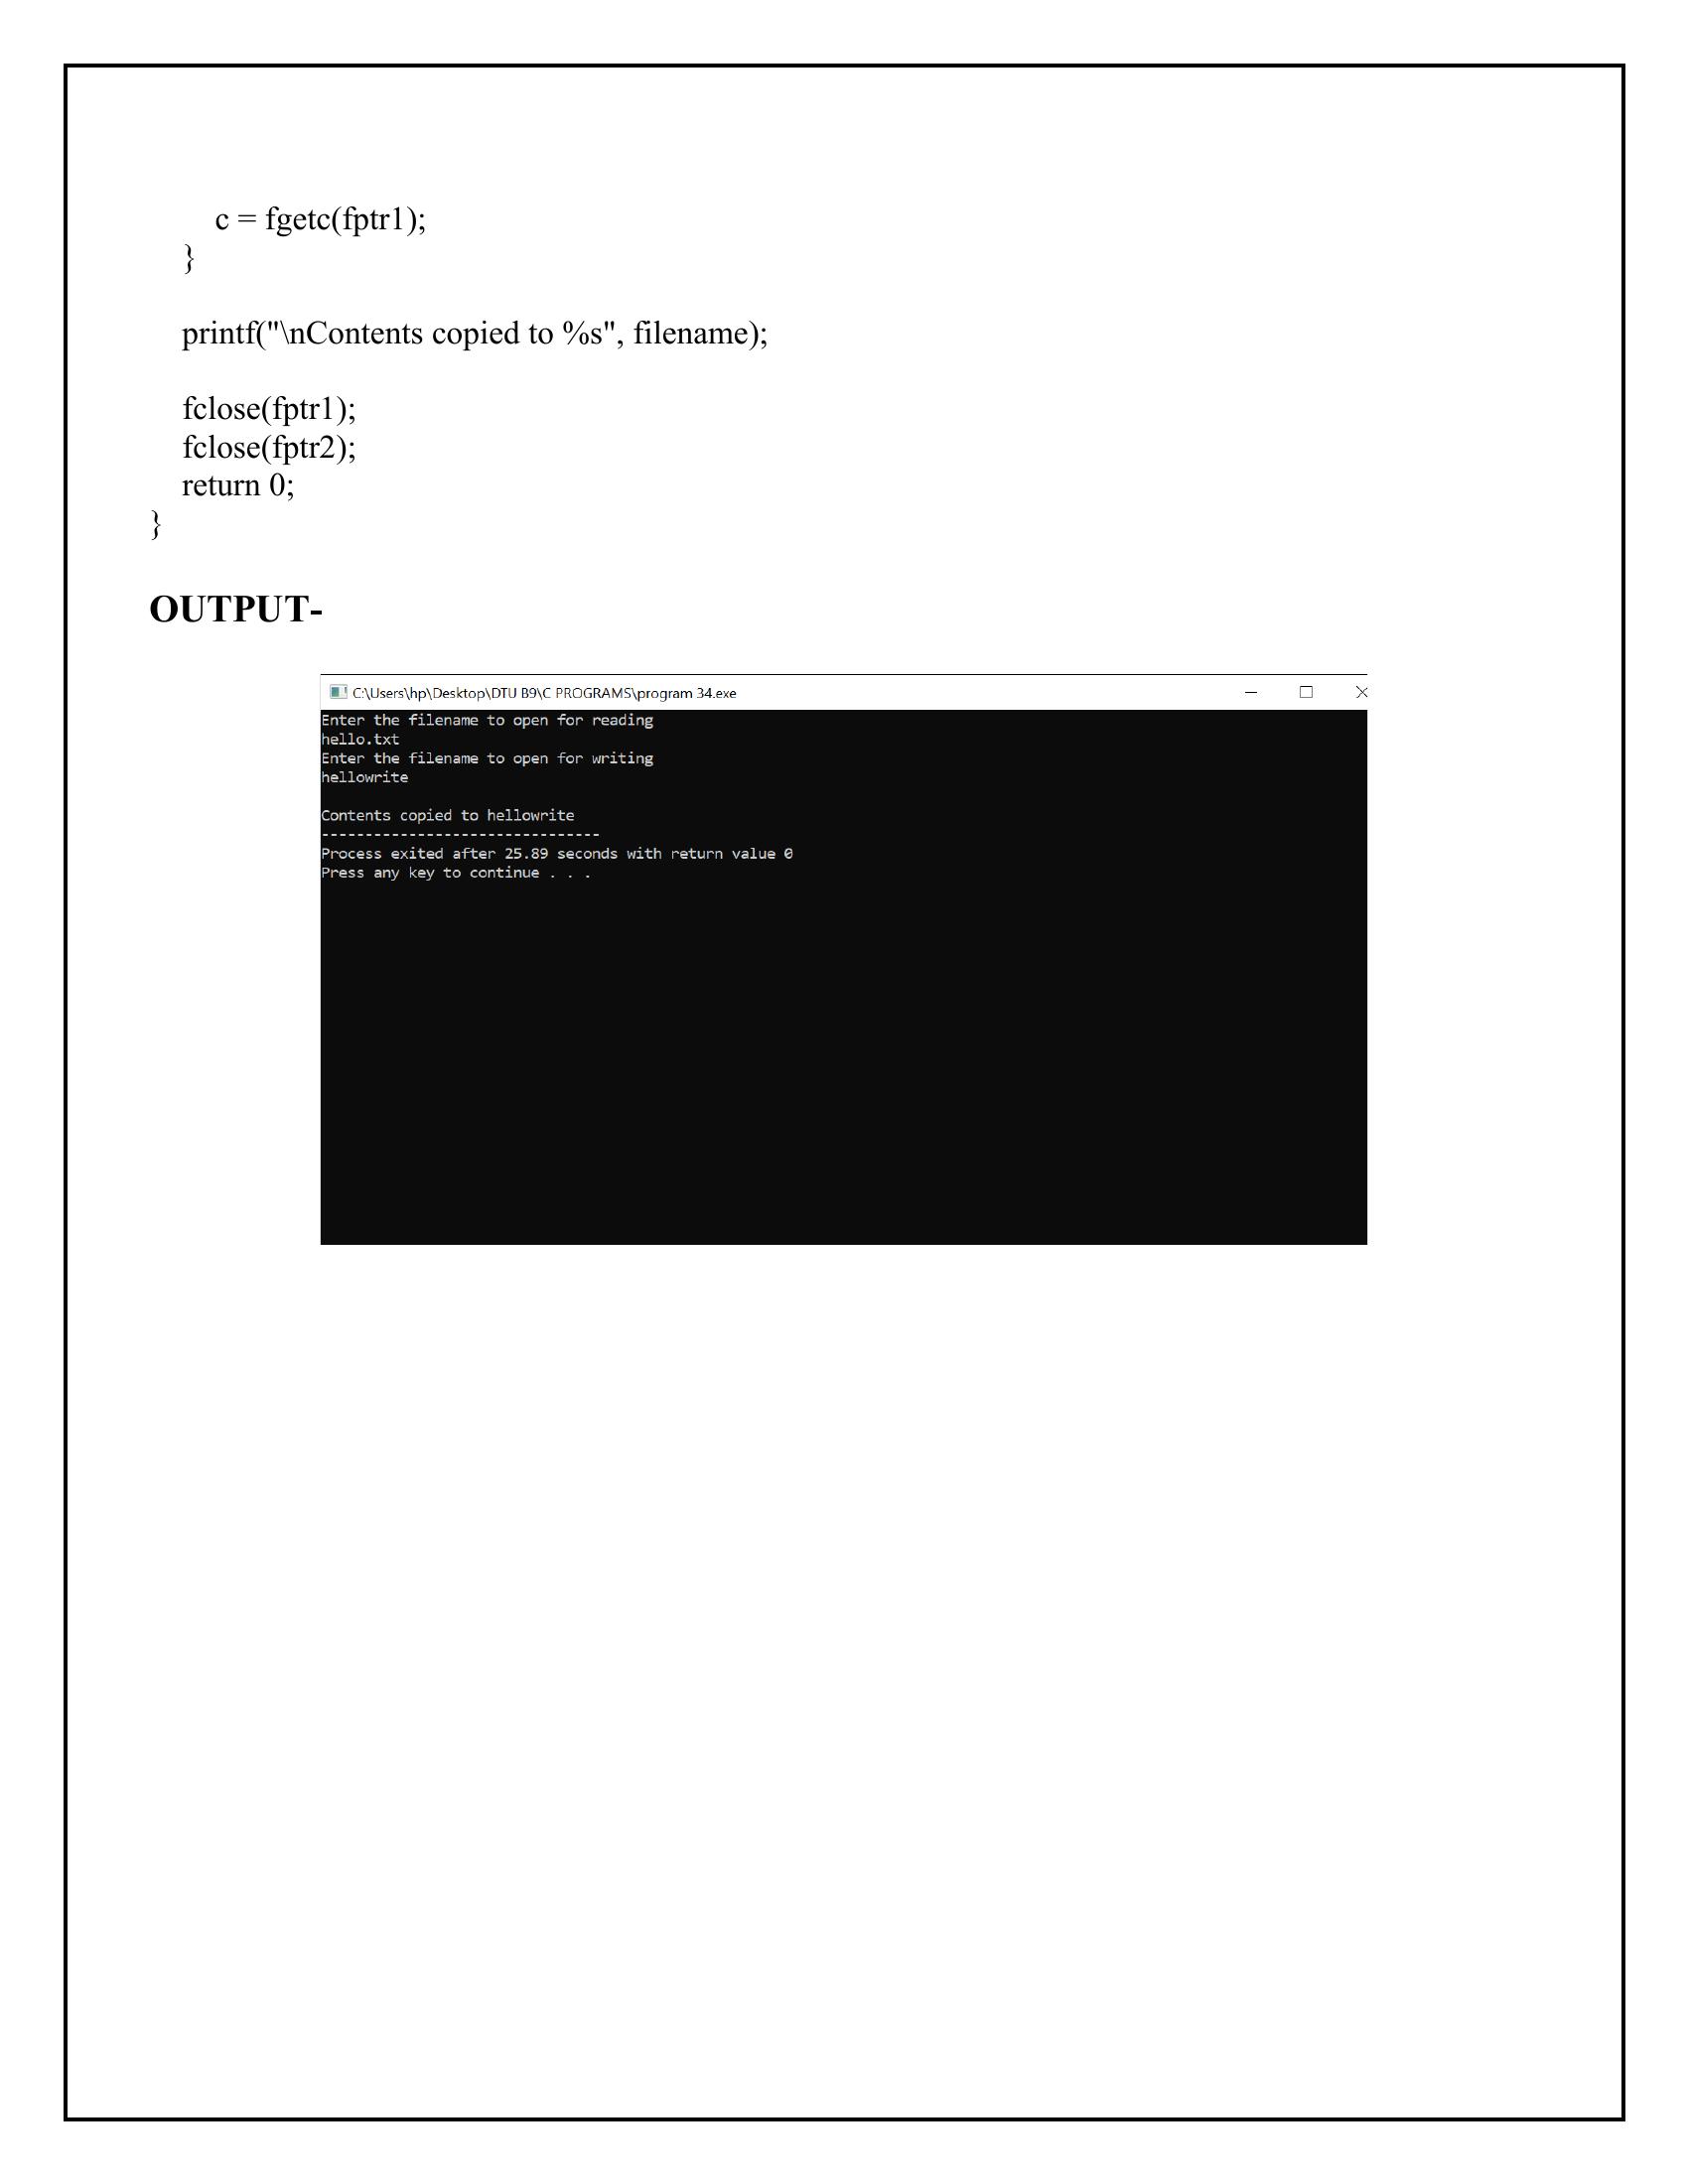 c = fgetc(fptr1);
}
printf("\nContents copied to %s", filename);
fclose(fptr1);
fclose(fptr2);
return 0;
}
OUTPUT-
C:\Users\hp\Desktop\DTU B9\C PROGRAMS\program 34.exe
Enter the filename to open for reading
hello.txt
Enter the filename to open for writing
hellowrite
Contents copied to hellowrite
--------------------------------
Process exited after 25.89 seconds with return value 0
Press any key to continue . . .